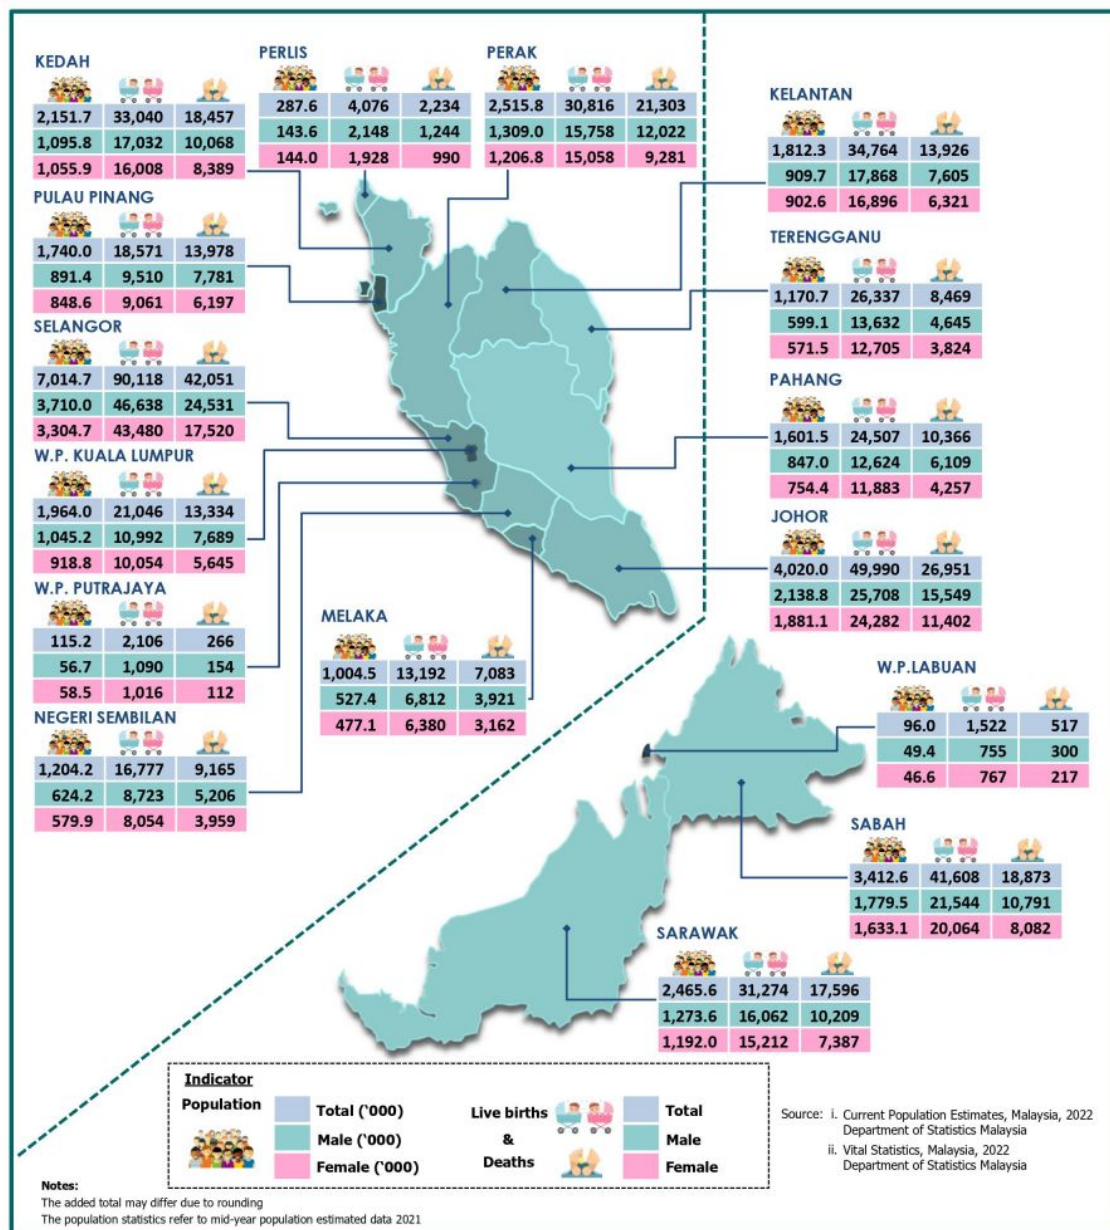 KEDAH
2,151.7 33,040 18,457
1,095.8 17,032 10,068
1,055.9 16,008 8,389
PERLIS
287.6 4,076 2,234
143.6 2,148 1,244
144.0 1,928 990
PERAK
2,515.8 30,816 21,303
1,309.0 15,758 12,022
1,206.8 15,058 9,281
KELANTAN
1,812.3 34,764 13,926
909.7 17,868 7,605
902.6 16,896 6,321
PULAU PINANG
1,740.0 18,571 13,978
891.4 9,510 7,781
848.6 9,061 6,197
TERENGGANU
1,170.7 26,337 8,469
599.1 13,632 4,645
571.5 12,705 3,824
SELANGOR
7,014.7 90,118 42,051
3,710.0 46,638 24,531
3,304.7 43,480 17,520
PAHANG
1,601.5 24,507 10,366
847.0 12,624 6,109
754.4 11,883 4,257
W.P. KUALA LUMPUR
1,964.0 21,046 13,334
1,045.2 10,992 7,689
918.8 10,054 5,645
JOHOR
4,020.0 49,990 26,951
2,138.8 25,708 15,549
1,881.1 24,282 11,402
W.P. PUTRAJAYA
115.2 2,106 266
56.7 1,090 154
58.5 1,016 112
MELAKA
1,004.5 13,192 7,083
527.4 6,812 3,921
477.1 6,380 3,162
W.P.LABUAN
96.0 1,522 517
49.4 755 300
46.6 767 217
NEGERI SEMBILAN
1,204.2 16,777 9,165
624.2 8,723 5,206
579.9 8,054 3,959
SABAH
3,412.6 41,608 18,873
1,779.5 21,544 10,791
1,633.1 20,064 8,082
SARAWAK
2,465.6 31,274 17,596
1,273.6 16,062 10,209
1,192.0 15,212 7,387
Indicator
Population
Total ('000)
Male ('000)
Female ('000)
Live births
&
Deaths
Total
Male
Female
Source: i. Current Population Estimates, Malaysia, 2022
Department of Statistics Malaysia
ii. Vital Statistics, Malaysia, 2022
Department of Statistics Malaysia
Notes:
The added total may differ due to rounding
The population statistics refer to mid-year population estimated data 2021